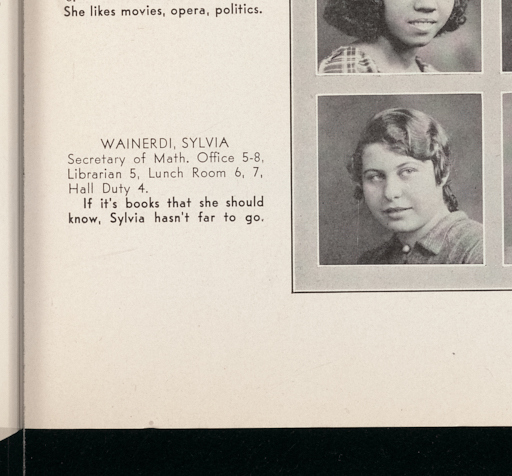 She likes movies, opera, politics.
WAINERDI, SYLVIA
Secretary of Math. Office 5-8,
Librarian 5, Lunch Room 6, 7,
Hall Duty 4.
If it's books that she should
know, Sylvia hasn't far to go.